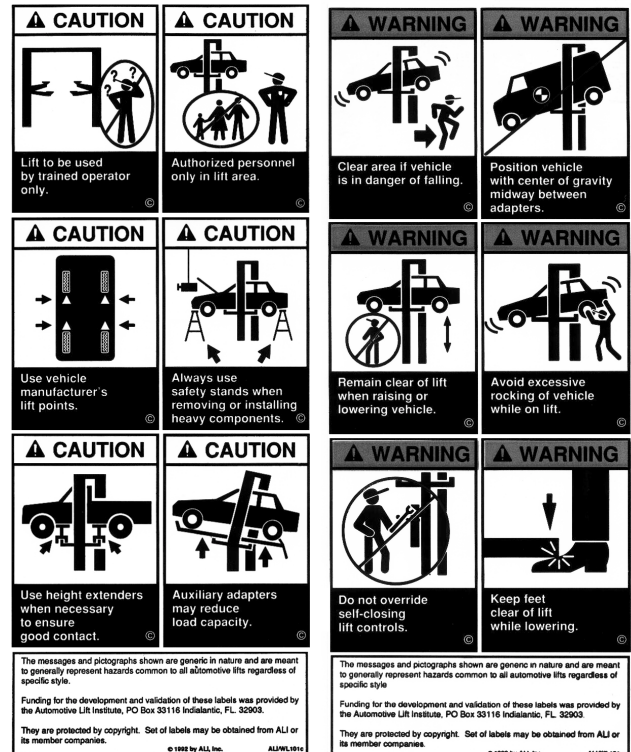 CAUTION
Lift to be used
by trained operator
only.
©
CAUTION
Authorized personnel
only in lift area.
©
CAUTION
Use vehicle
manufacturer's
lift points.
©
CAUTION
Always use
safety stands when
removing or installing
heavy components.
©
CAUTION
Use height extenders
when necessary
to ensure
good contact.
©
CAUTION
Auxiliary adapters
may reduce
load capacity.
©
The messages and pictographs shown are generic in nature and are meant
to generally represent hazards common to all automotive lifts regardless of
specific style.
Funding for the development and validation of these labels was provided by
the Automotive Lift Institute, PO Box 33116 Indialantic, FL. 32903.
They are protected by copyright. Set of labels may be obtained from ALI or
its member companies.
© 1992 by ALI, Inc. ALI/WL101c
WARNING
Clear area if vehicle
is in danger of falling.
©
WARNING
Position vehicle
with center of gravity
midway between
adapters.
©
WARNING
Remain clear of lift
when raising or
lowering vehicle.
©
WARNING
Avoid excessive
rocking of vehicle
while on lift.
©
WARNING
Do not override
self-closing
lift controls.
©
WARNING
Keep feet
clear of lift
while lowering.
©
The messages and pictographs shown are generic in nature and are meant
to generally represent hazards common to all automotive lifts regardless of
specific style
Funding for the development and validation of these labels was provided by
the Automotive Lift Institute, PO Box 33116 Indialantic, FL 32903.
They are protected by copyright. Set of labels may be obtained from ALI or
its member companies.